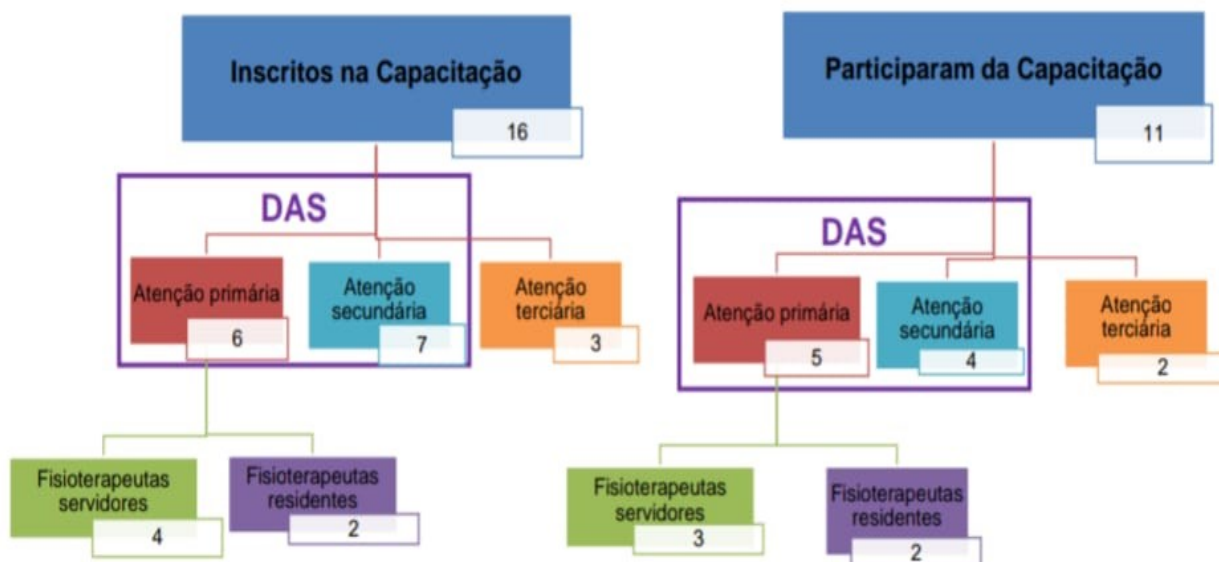 Inscritos na Capacitação
16
DAS
Atenção primária
6
Atenção
secundária
7
Atenção
terciária
3
Fisioterapeutas
servidores
4
Fisioterapeutas
residentes
2
Participaram da Capacitação
11
DAS
Atenção primária
5
Atenção
secundária
4
Atenção
terciária
2
Fisioterapeutas
servidores
3
Fisioterapeutas
residentes
2